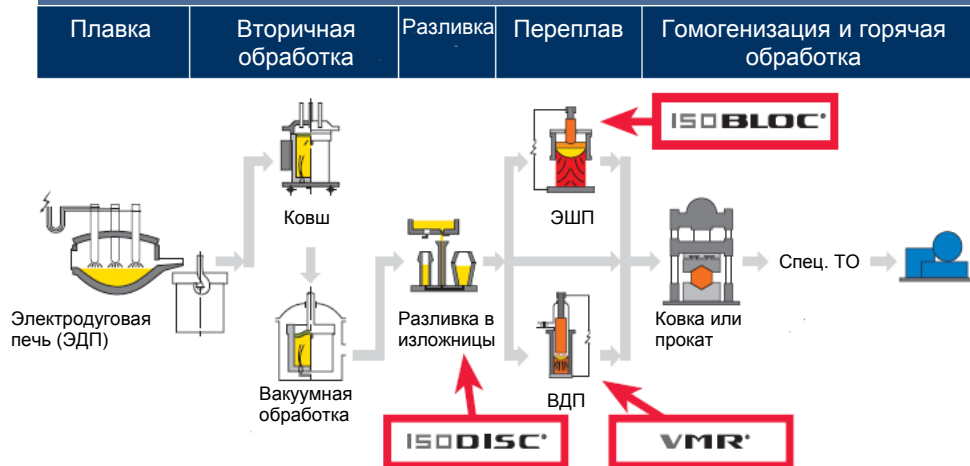 Плавка
Вторичная
обработка
Разливка
Переплав
Гомогенизация и горячая
обработка
ISOBLOC®
Ковш
ЭШП
Спец. ТО
Электродуговая
печь (ЭДП)
Разливка в
изложницы
Ковка или
прокат
Вакуумная
обработка
ВДП
ISODISC®
VMR®